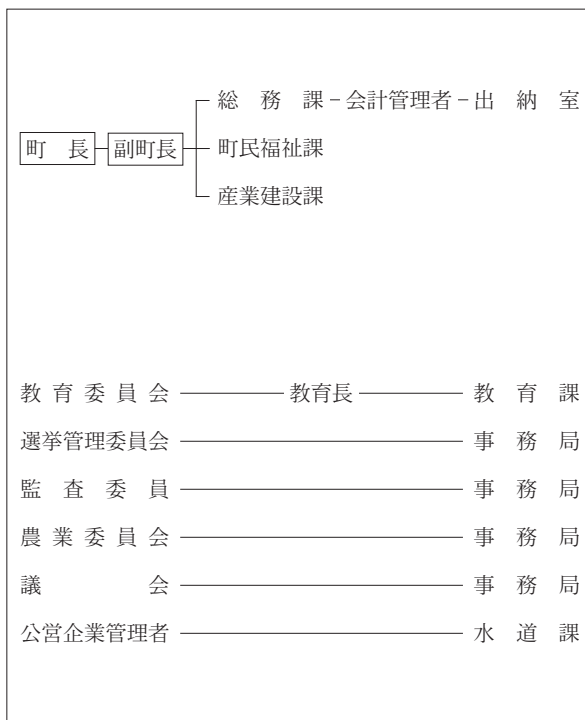 総務課－会計管理者－出納室
町長 副町長 町民福祉課
産業建設課
教育委員会 教育長 教育課
選挙管理委員会 事務局
監査委員 事務局
農業委員会 事務局
議会 事務局
公営企業管理者 水道課